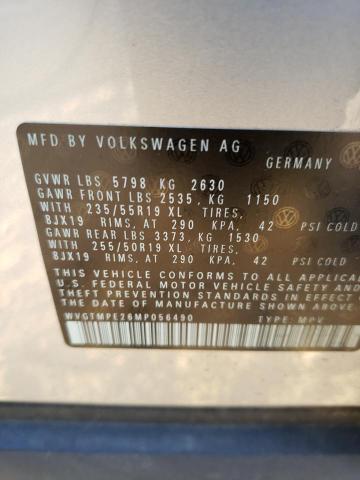 MFD BY VOLKSWAGEN AG
GERMANY
GVWR LBS 5798 KG 2630
GAWR FRONT LBS 2535, KG 1150
WITH 235/55R19 XL TIRES,
8JX19 RIMS, AT 290 KPA, 42 PSI COLD
GAWR REAR LBS 3373, KG 1530
WITH 255/50R19 XL TIRES,
8JX19 RIMS, AT 290 KPA, 42 PSI COLD
THIS VEHICLE CONFORMS TO ALL
U.S. FEDERAL MOTOR VEHICLE SAFETY AND
THEFT PREVENTION STANDARDS IN EFFECT
ON THE DATE OF MANUFACTURE SHOWN
WVGTMPE26MP056490 TYPE: MPV